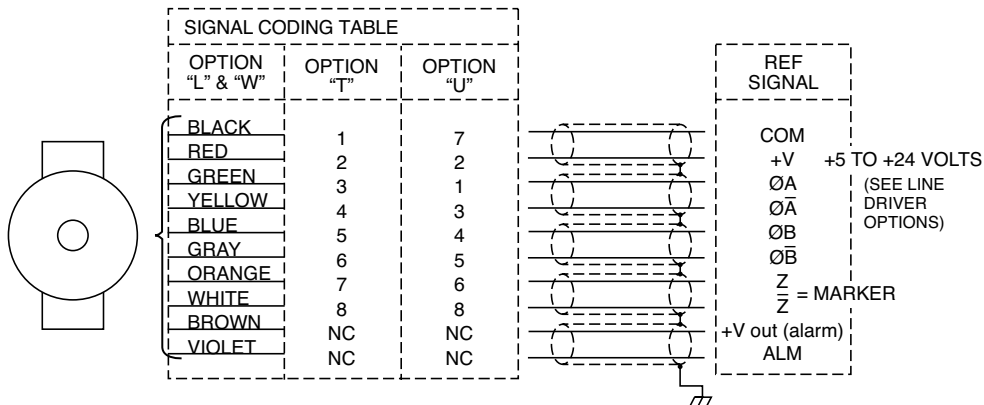 SIGNAL CODING TABLE
OPTION "L" & "W" OPTION "T" OPTION "U" REF SIGNAL
BLACK 1 7 COM
RED 2 2 +V +5 TO +24 VOLTS
GREEN 3 1 ØA (SEE LINE
YELLOW 4 3 ØA̅ DRIVER
BLUE 5 4 ØB OPTIONS)
GRAY 6 5 ØB̅
ORANGE 7 6 Z
WHITE 8 8 Z̅ = MARKER
BROWN NC NC +V out (alarm)
VIOLET NC NC ALM